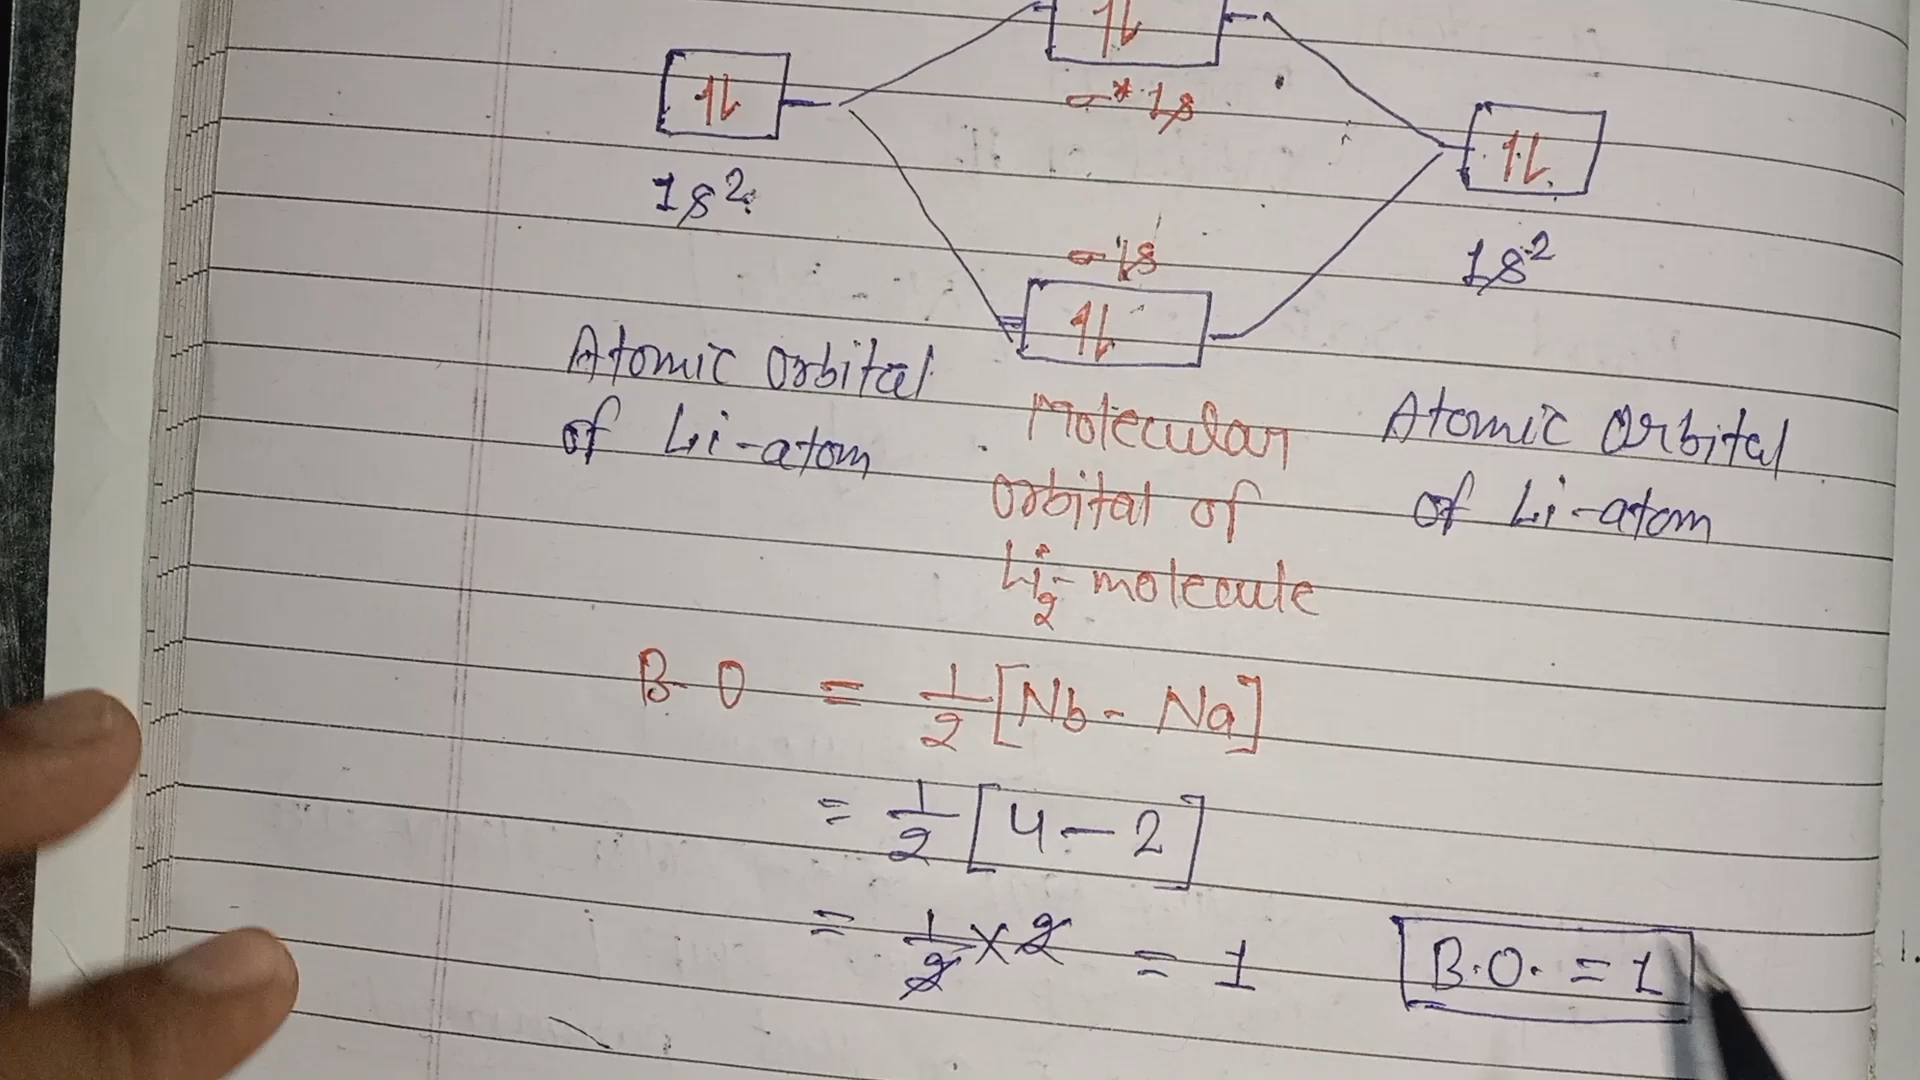 σ* 1s
1s²
σ 1s
1s²
Atomic Orbital
of Li-atom
Molecular
orbital of
Li₂-molecule
Atomic Orbital
of Li-atom
B.O = 1/2 [Nb - Na]
= 1/2 [4 - 2]
= 1/2 × 2 = 1
B.O. = 1